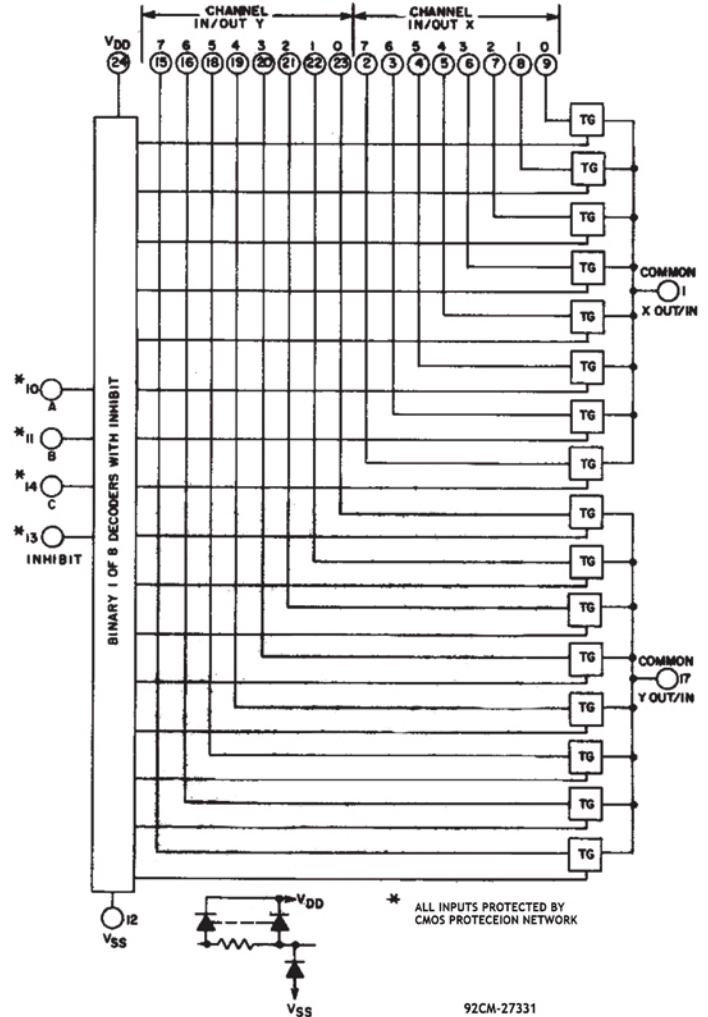 CHANNEL
IN/OUT Y
CHANNEL
IN/OUT X
VDD
7 6 5 4 3 2 1 0 7 6 5 4 3 2 1 0
24 15 16 18 19 20 21 22 23 2 3 4 5 6 7 8 9
TG
TG
TG
TG
COMMON
1
X OUT/IN
TG
TG
TG
TG
TG
TG
TG
TG
COMMON
17
Y OUT/IN
TG
TG
TG
TG
*10
A
*11
B
*14
C
*13
INHIBIT
BINARY 1 OF 8 DECODERS WITH INHIBIT
12
VSS
VDD
VSS
* ALL INPUTS PROTECTED BY
CMOS PROTECEION NETWORK
92CM-27331